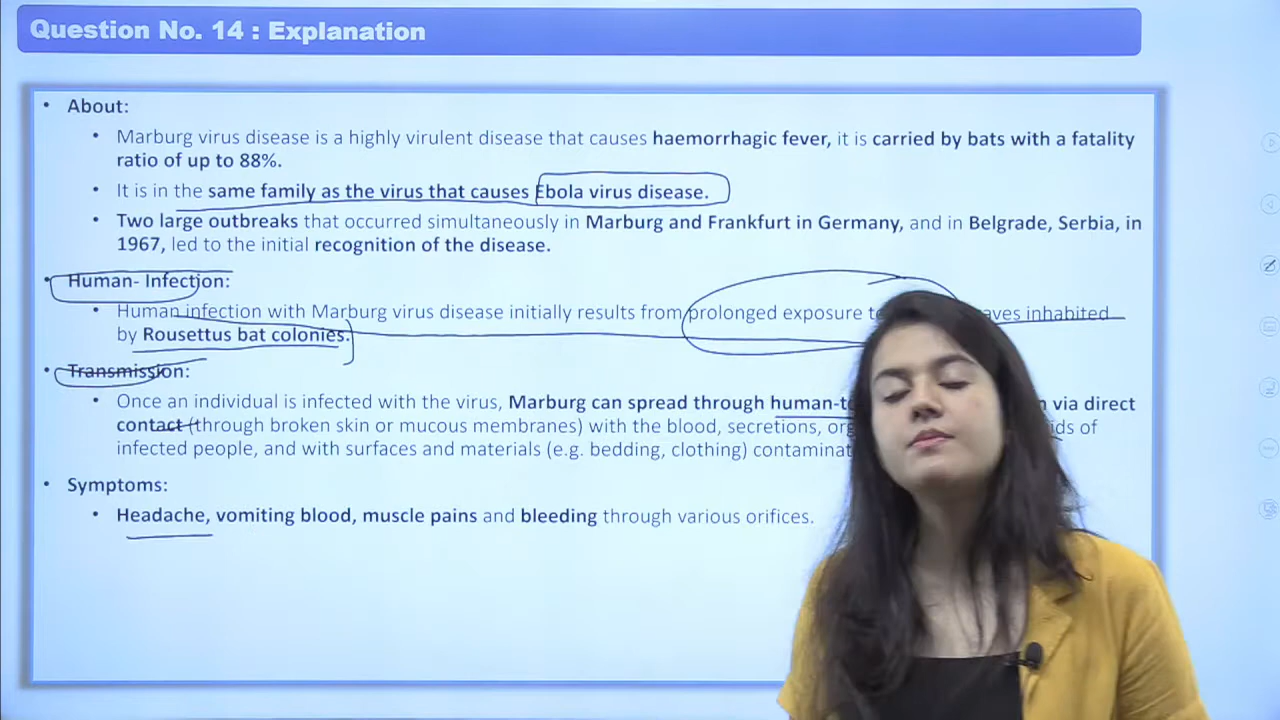 Question No. 14 : Explanation
• About:
• Marburg virus disease is a highly virulent disease that causes haemorrhagic fever, it is carried by bats with a fatality
ratio of up to 88%.
• It is in the same family as the virus that causes Ebola virus disease.
• Two large outbreaks that occurred simultaneously in Marburg and Frankfurt in Germany, and in Belgrade, Serbia, in
1967, led to the initial recognition of the disease.
• Human- Infection:
• Human infection with Marburg virus disease initially results from prolonged exposure inhabited
by Rousettus bat colonies.
• Transmission:
• Once an individual is infected with the virus, Marburg can spread through via direct
contact (through broken skin or mucous membranes) with the blood, secretions, of
infected people, and with surfaces and materials (e.g. bedding, clothing)
• Symptoms:
• Headache, vomiting blood, muscle pains and bleeding through various orifices.